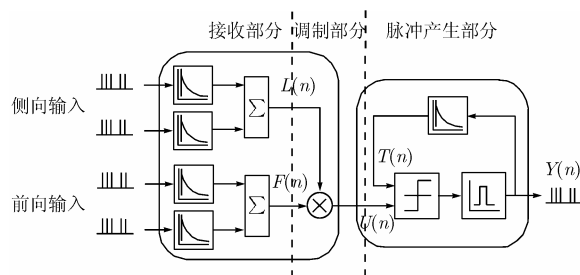 接收部分 调制部分 脉冲产生部分
L(n)
侧向输入
Σ
T(n)
Y(n)
F(n)
前向输入
Σ
U(n)